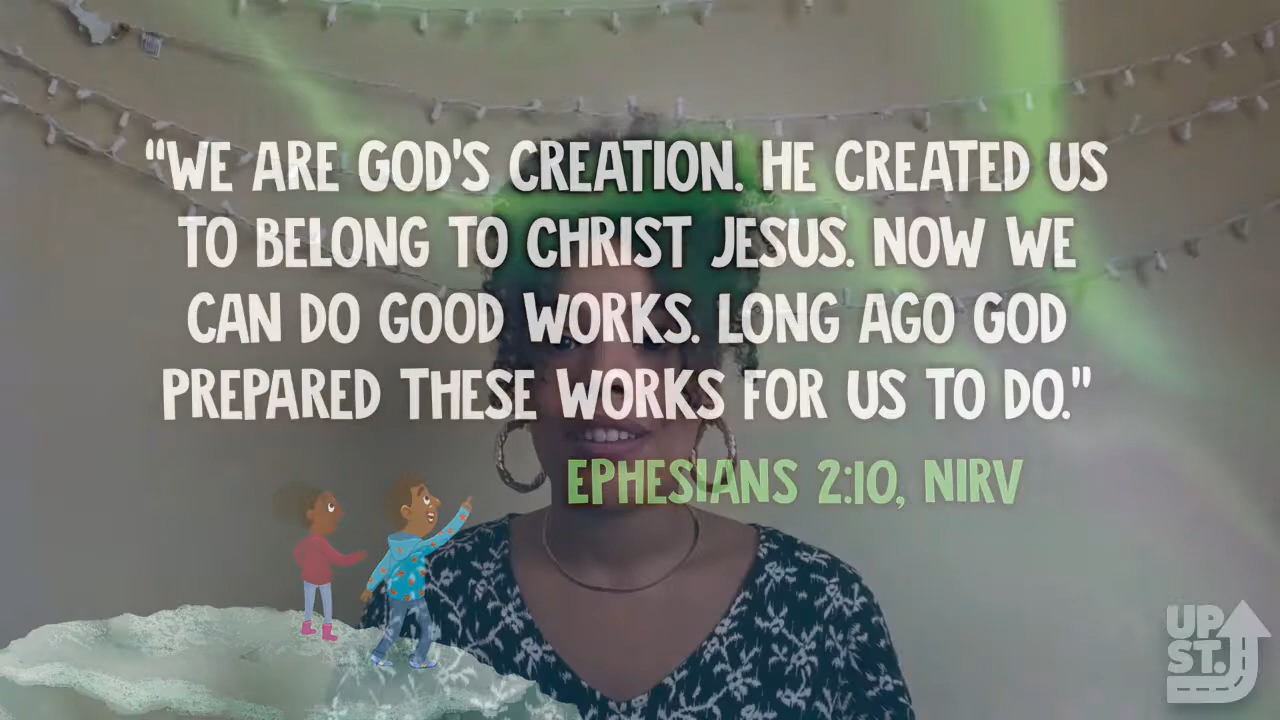 “WE ARE GOD'S CREATION. HE CREATED US
TO BELONG TO CHRIST JESUS. NOW WE
CAN DO GOOD WORKS. LONG AGO GOD
PREPARED THESE WORKS FOR US TO DO.”
EPHESIANS 2:10, NIRV
UP
ST.